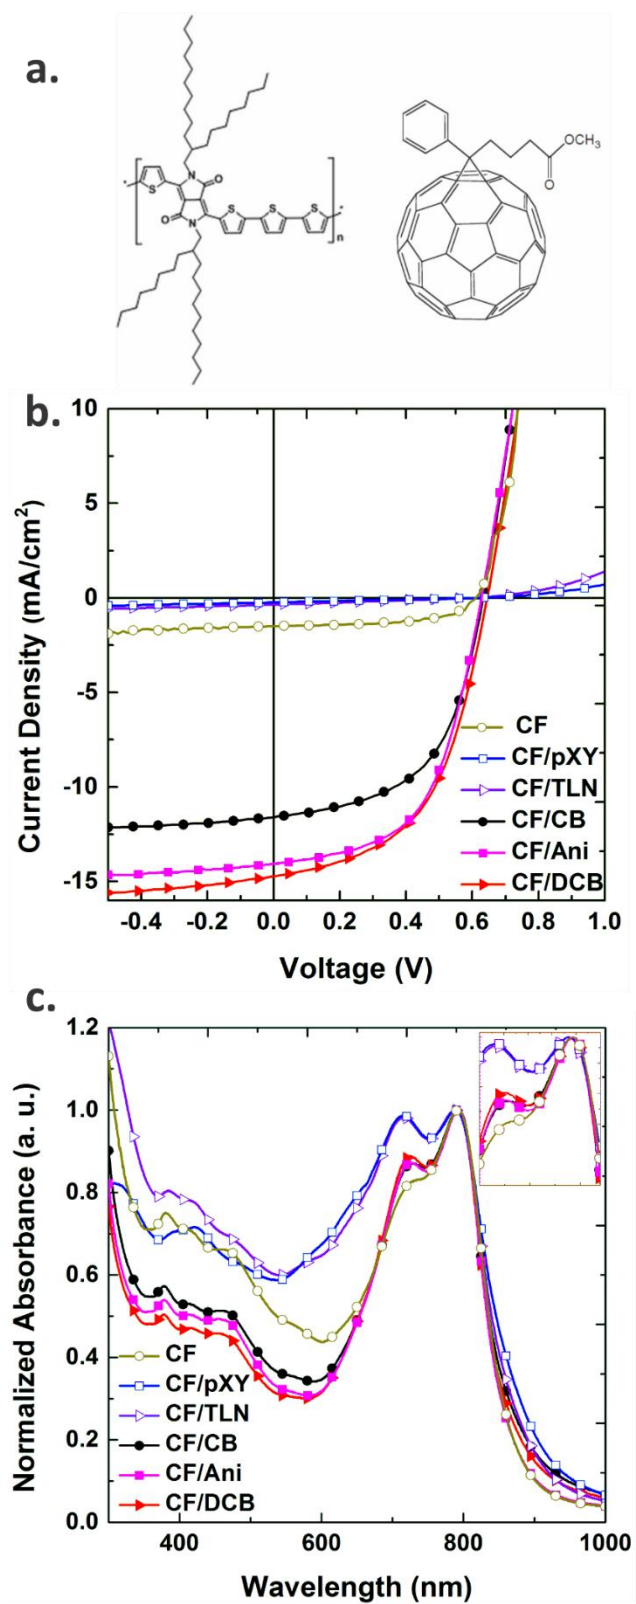 a.
S
N
O
O
N
S
S
S
n
OCH₃
O
b.
10
5
0
-5
-10
-15
Current Density (mA/cm²)
-0.4 -0.2 0.0 0.2 0.4 0.6 0.8 1.0
Voltage (V)
CF
CF/pXY
CF/TLN
CF/CB
CF/Ani
CF/DCB
c.
1.2
1.0
0.8
0.6
0.4
0.2
0.0
Normalized Absorbance (a. u.)
400 600 800 1000
Wavelength (nm)
CF
CF/pXY
CF/TLN
CF/CB
CF/Ani
CF/DCB